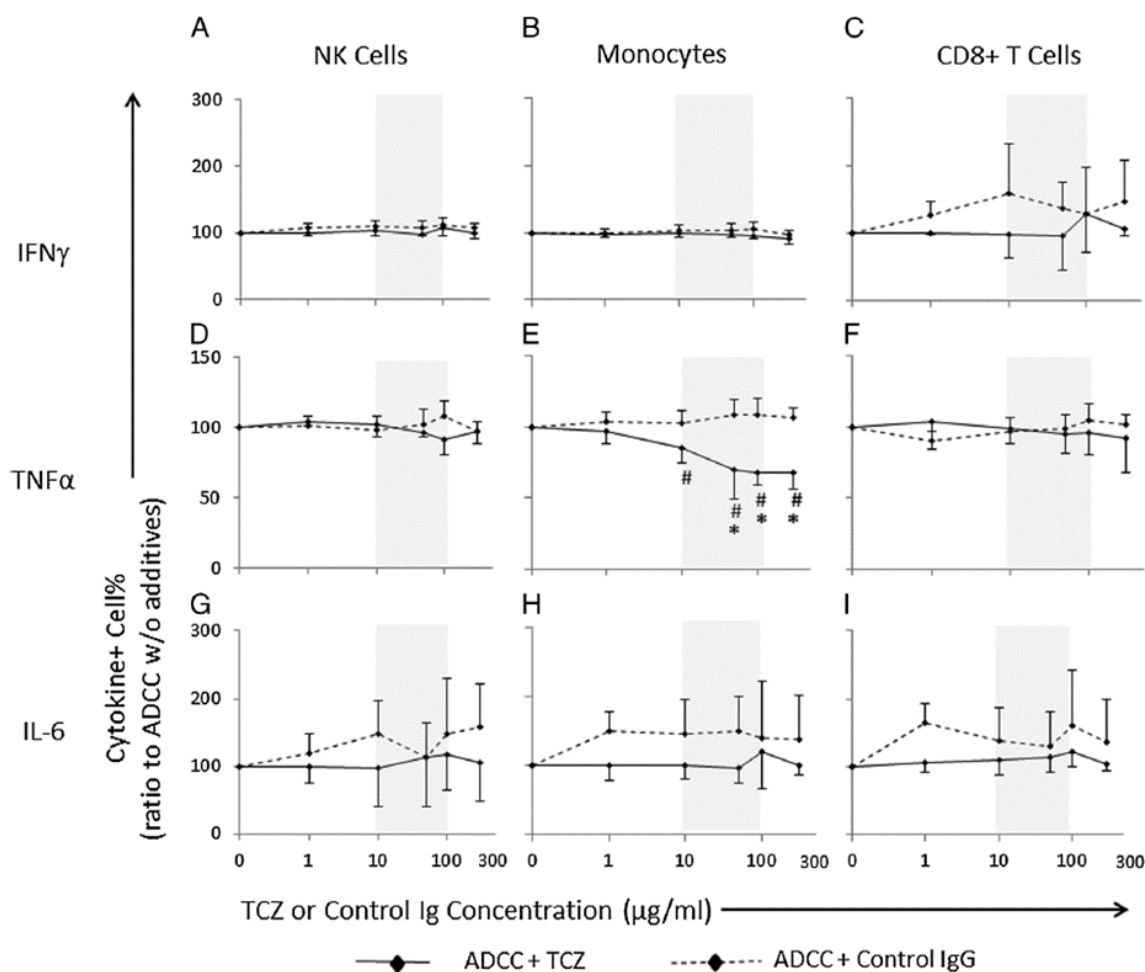 A B C
NK Cells Monocytes CD8+ T Cells
300
200
100
0
IFNγ
D E F
150
100
50
0
TNFα
#
# # #
* * *
G H I
300
200
100
0
IL-6
0 1 10 100 300 0 1 10 100 300 0 1 10 100 300
Cytokine+ Cell%
(ratio to ADCC w/o additives)
TCZ or Control Ig Concentration (µg/ml)
ADCC + TCZ ADCC + Control IgG